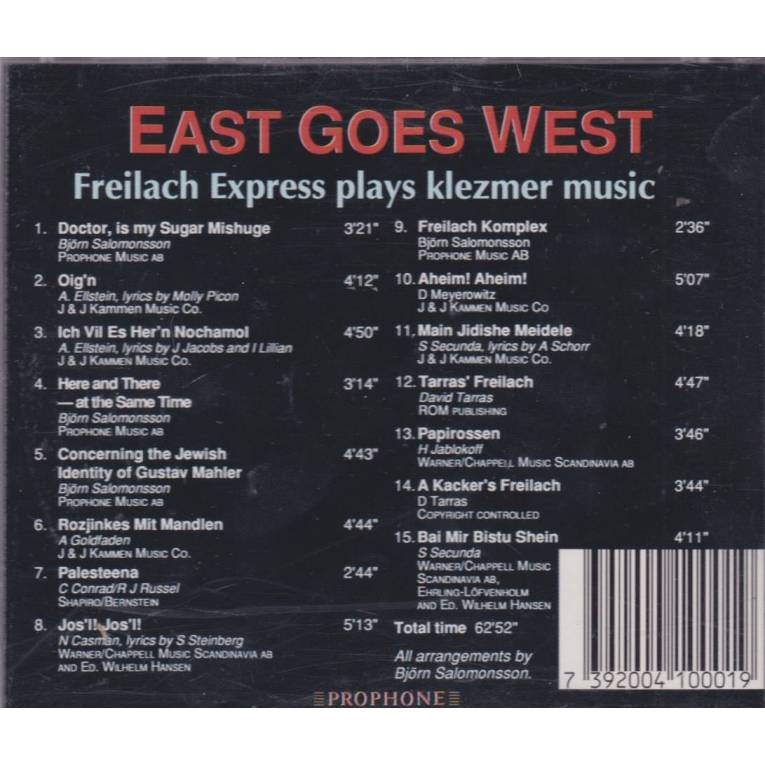 EAST GOES WEST
Freilach Express plays klezmer music
1. Doctor, is my Sugar Mishuge 3'21"
Björn Salomonsson
PROPHONE MUSIC AB
2. Oig'n 4'12"
A. Ellstein, lyrics by Molly Picon
J & J Kammen Music Co.
3. Ich Vil Es Her'n Nochamol 4'50"
A. Ellstein, lyrics by J Jacobs and I Lillian
J & J KAMMEN MUSIC CO.
4. Here and There 3'14"
—at the Same Time
Björn Salomonsson
PROPHONE MUSIC AB
5. Concerning the Jewish 4'43"
Identity of Gustav Mahler
Björn Salomonsson
PROPHONE MUSIC AB
6. Rozjinkes Mit Mandlen 4'44"
A Goldfaden
J & J KAMMEN MUSIC CO.
7. Palesteena 2'44"
C Conrad/R J Russel
SHAPIRO/BERNSTEIN
8. Jos'l! Jos'l! 5'13"
N Casman, lyrics by S Steinberg
WARNER/CHAPPELL MUSIC SCANDINAVIA AB
AND ED. WILHELM HANSEN
9. Freilach Komplex 2'36"
Björn Salomonsson
PROPHONE MUSIC AB
10. Aheim! Aheim! 5'07"
D Meyerowitz
J & J KAMMEN MUSIC CO
11. Main Jidishe Meidele 4'18"
S Secunda, lyrics by A Schorr
J & J KAMMEN MUSIC CO.
12. Tarras' Freilach 4'47"
David Tarras
ROM PUBLISHING
13. Papirossen 3'46"
H Jablokoff
WARNER/CHAPPELL MUSIC SCANDINAVIA AB
14. A Kacker's Freilach 3'44"
D Tarras
COPYRIGHT CONTROLLED
15. Bai Mir Bistu Shein 4'11"
S Secunda
WARNER/CHAPPELL MUSIC
SCANDINAVIA AB,
EHRLING-LÖFVENHOLM
AND ED. WILHELM HANSEN
Total time 62'52"
All arrangements by
Björn Salomonsson.
7 392004 100019
PROPHONE